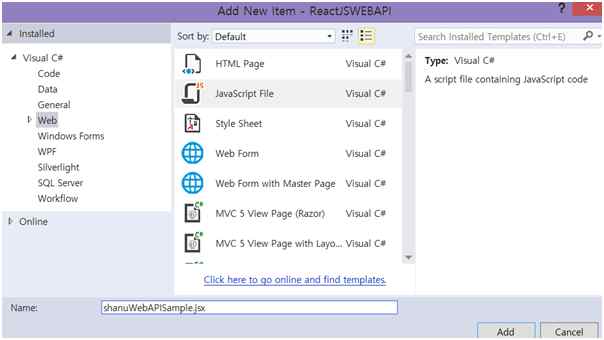 Add New Item - ReactJSWEBAPI
? ×
Installed
Sort by: Default
Search Installed Templates (Ctrl+E)
Visual C#
Code
Data
General
Web
Windows Forms
WPF
Silverlight
SQL Server
Workflow
Online
HTML Page Visual C#
JavaScript File Visual C#
Style Sheet Visual C#
Web Form Visual C#
Web Form with Master Page Visual C#
MVC 5 View Page (Razor) Visual C#
MVC 5 View Page with Layo... Visual C#
Click here to go online and find templates.
Type: Visual C#
A script file containing JavaScript code
Name: shanuWebAPISample.jsx
Add Cancel